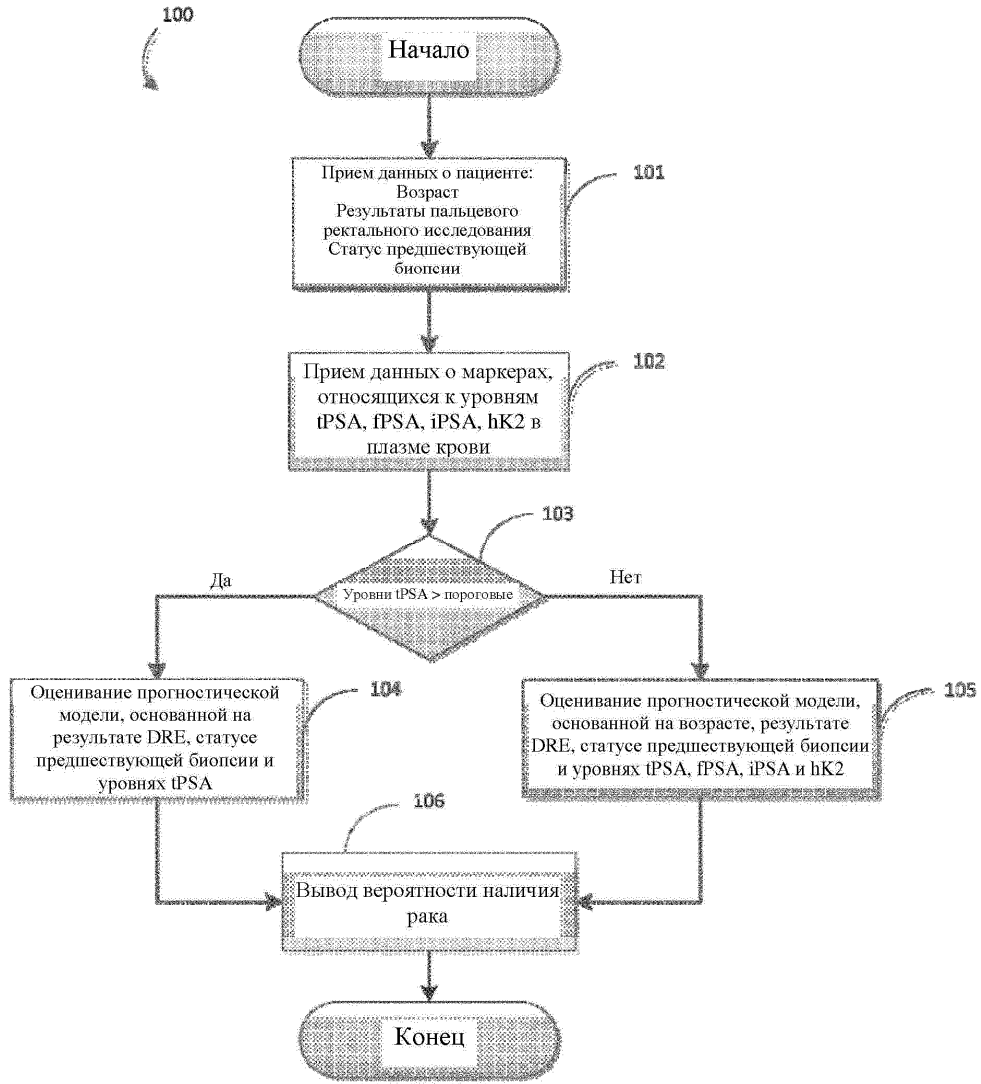 100
Начало
Прием данных о пациенте:
Возраст
Результаты пальцевого
ректального исследования
Статус предшествующей
биопсии
101
Прием данных о маркерах,
относящихся к уровням
tPSA, fPSA, iPSA, hK2 в
плазме крови
102
103
Уровни tPSA > пороговые
Да
Нет
Оценивание прогностической
модели, основанной на
результате DRE, статусе
предшествующей биопсии и
уровнях tPSA
104
Оценивание прогностической модели,
основанной на возрасте, результате
DRE, статусе предшествующей биопсии
и уровнях tPSA, fPSA, iPSA и hK2
105
106
Вывод вероятности наличия
рака
Конец